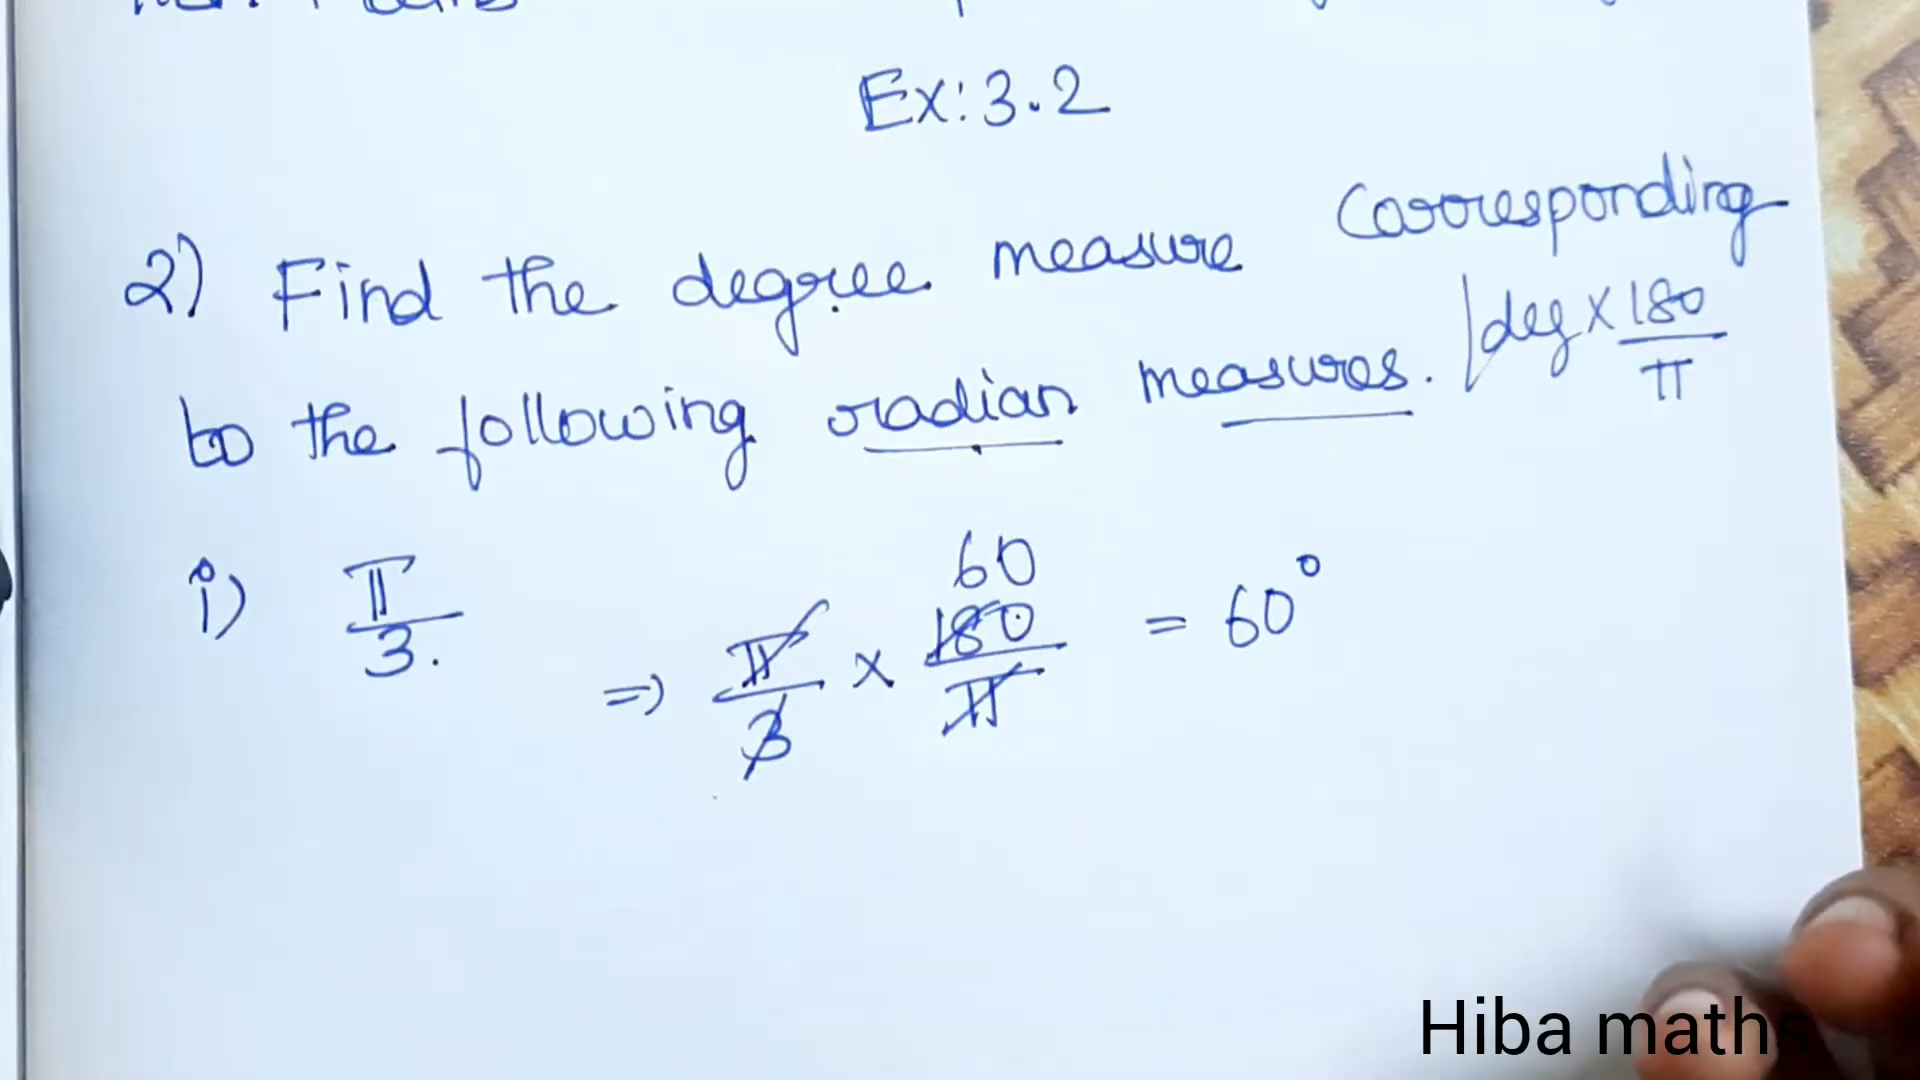 Ex: 3.2
2) Find the degree measure corresponding
to the following radian measures. | deg × 180/π
i) π/3. ⇒ π/3 × 180/π = 60°
60
Hiba maths